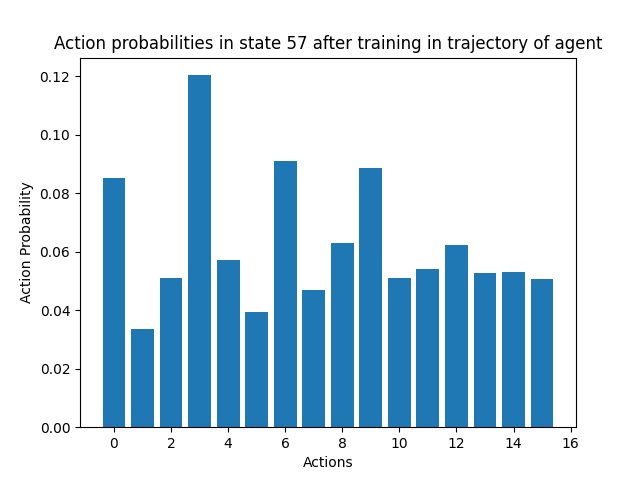 Action probabilities in state 57 after training in trajectory of agent
0.12
0.10
0.08
0.06
0.04
0.02
0.00
Action Probability
0 2 4 6 8 10 12 14 16
Actions